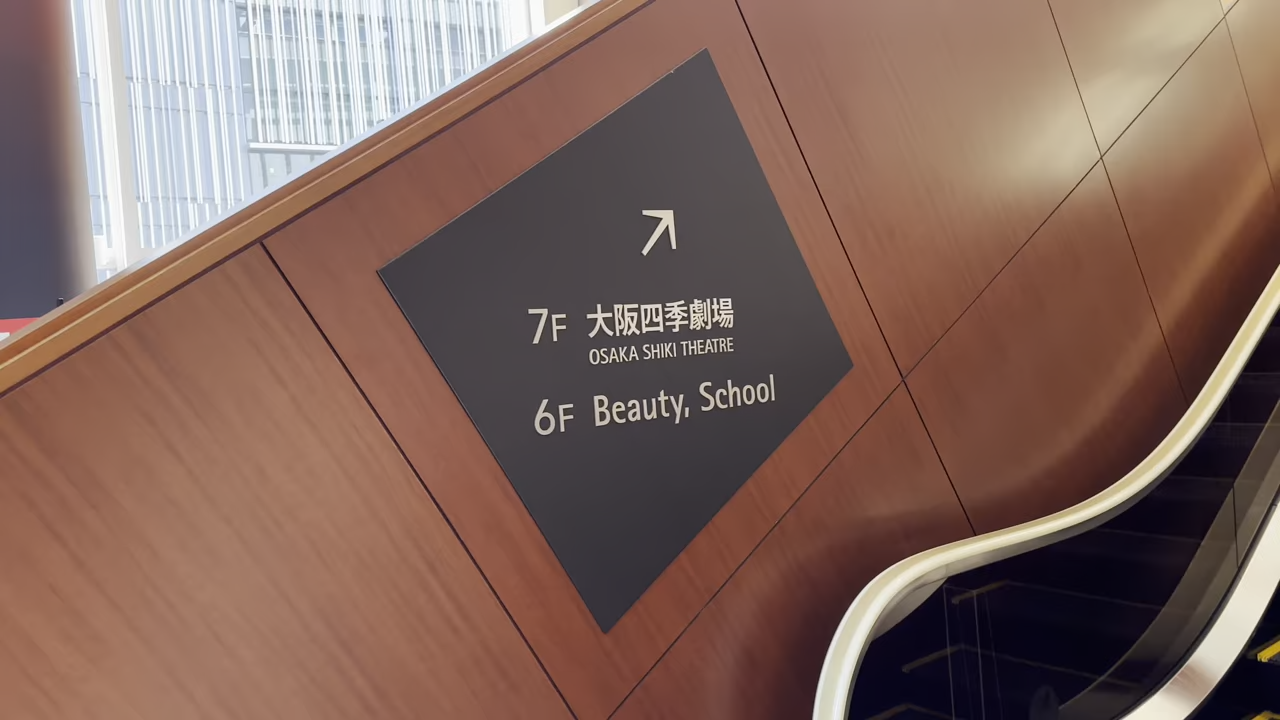 7F 大阪四季劇場
OSAKA SHIKI THEATRE
6F Beauty, School